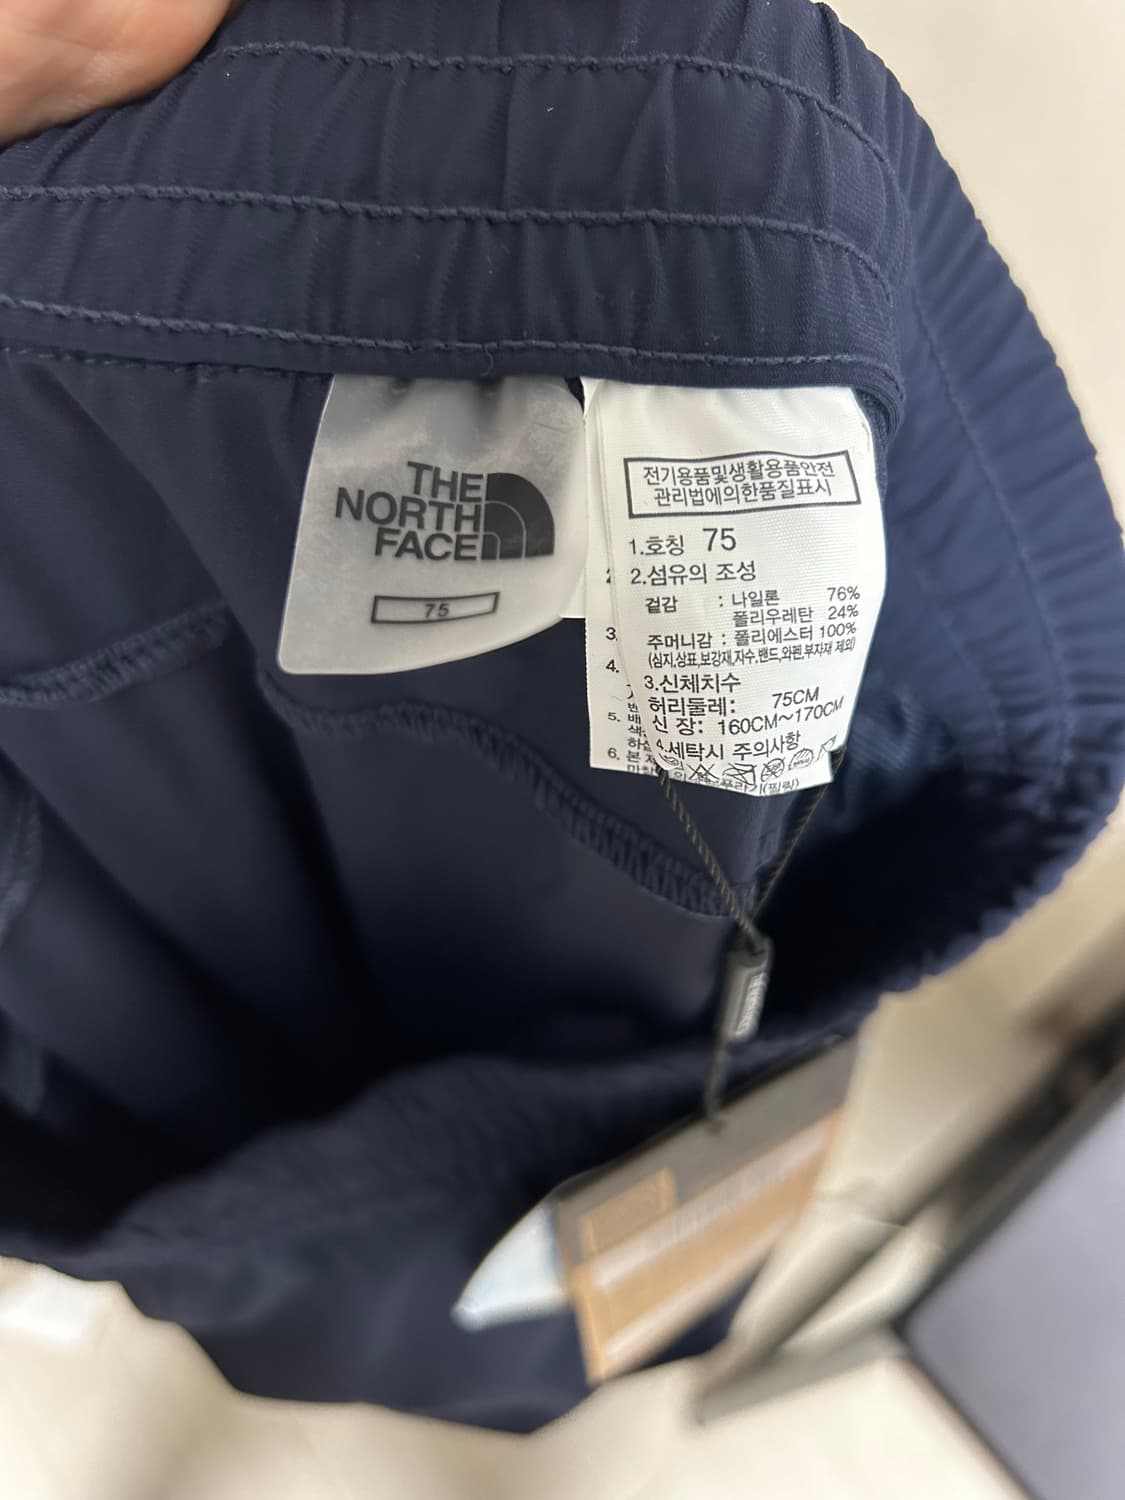 THE
NORTH
FACE
75
전기용품및생활용품안전
관리법에의한품질표시
1.호칭 75
2.섬유의 조성
겉감 : 나일론 76%
폴리우레탄 24%
주머니감 : 폴리에스터 100%
(심지,상표,보강재,자수,밴드,와펜,부자재 제외)
3.신체치수
허리둘레: 75CM
신 장: 160CM~170CM
4.세탁시 주의사항
3.
4.
5.
6. 본